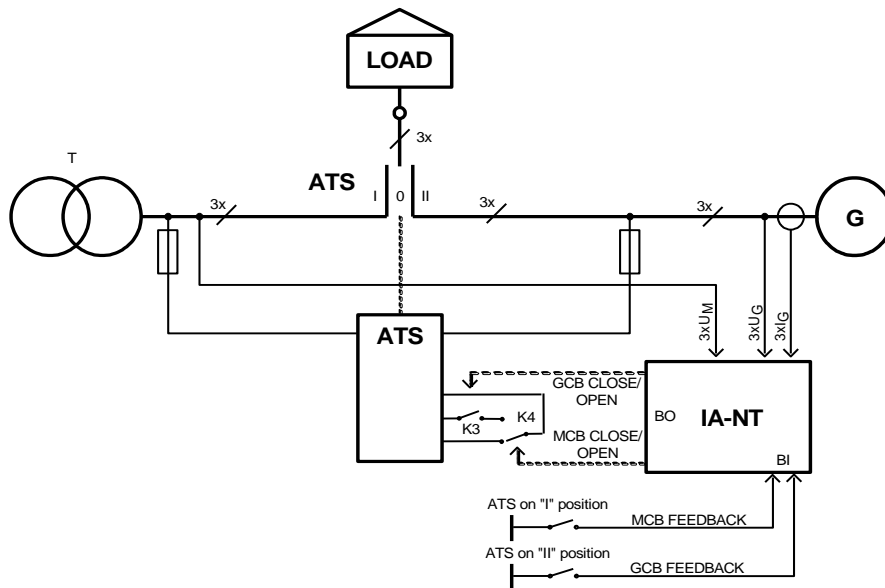 LOAD
3x
T
ATS
I
0
II
3x
3x
3x
G
ATS
3xUM
3xUG
3xIG
GCB CLOSE/
OPEN
BO
IA-NT
K4
K3
MCB CLOSE/
OPEN
BI
ATS on "I" position
MCB FEEDBACK
ATS on "II" position
GCB FEEDBACK